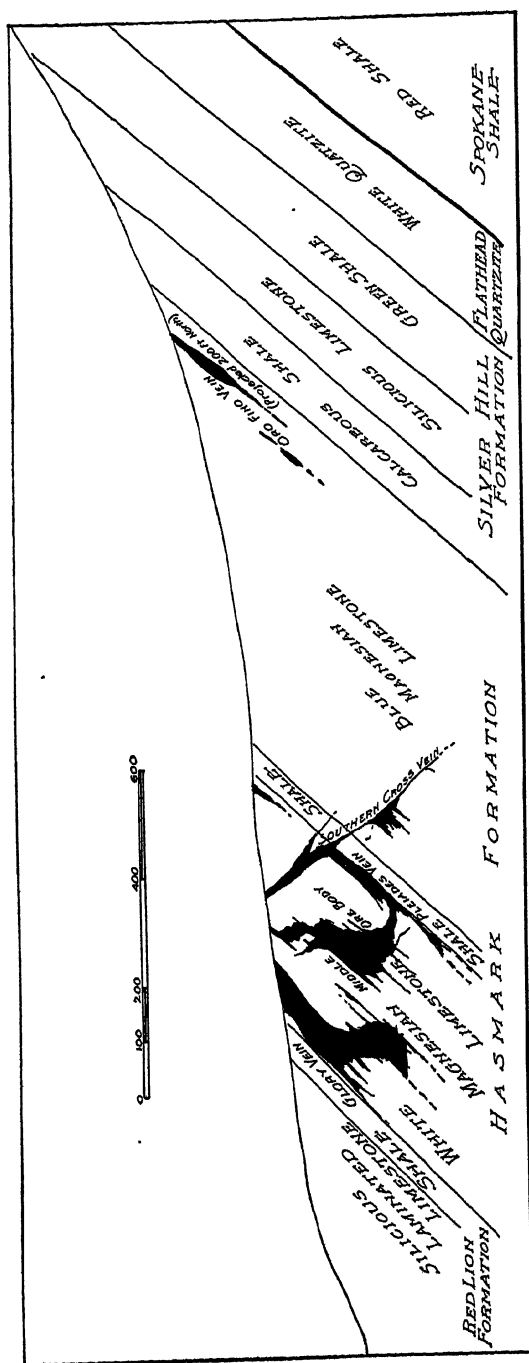 RED LION
FORMATION
HASMARK FORMATION
SILVER HILL
FORMATION
FLATHEAD
QUARTZITE
SPOKANE
SHALE
SILICIOUS
LAMINATED
LIMESTONE
SHALE
GLORY VEIN
WHITE
MAGNESIAN
LIMESTONE
MIDDLE
ORE BODY
SHALE
PLEIADES VEIN
SOUTHERN CROSS VEIN
SHALE
BLUE
MAGNESIAN
LIMESTONE
ORO FINO VEIN
(Projected 200 ft North)
CALCAREOUS
SHALE
SILICIOUS LIMESTONE
GREEN SHALE
WHITE QUATZITE
RED SHALE
0 100 200 400 600